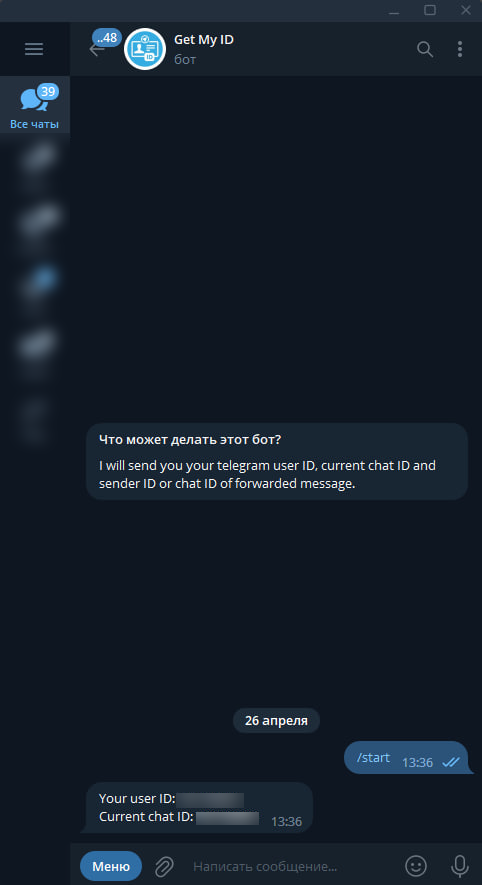 ..48
Get My ID
бот
39
Все чаты
ID
Что может делать этот бот?
I will send you your telegram user ID, current chat ID and
sender ID or chat ID of forwarded message.
26 апреля
/start 13:36
Your user ID:
Current chat ID:
13:36
Меню
Написать сообщение...